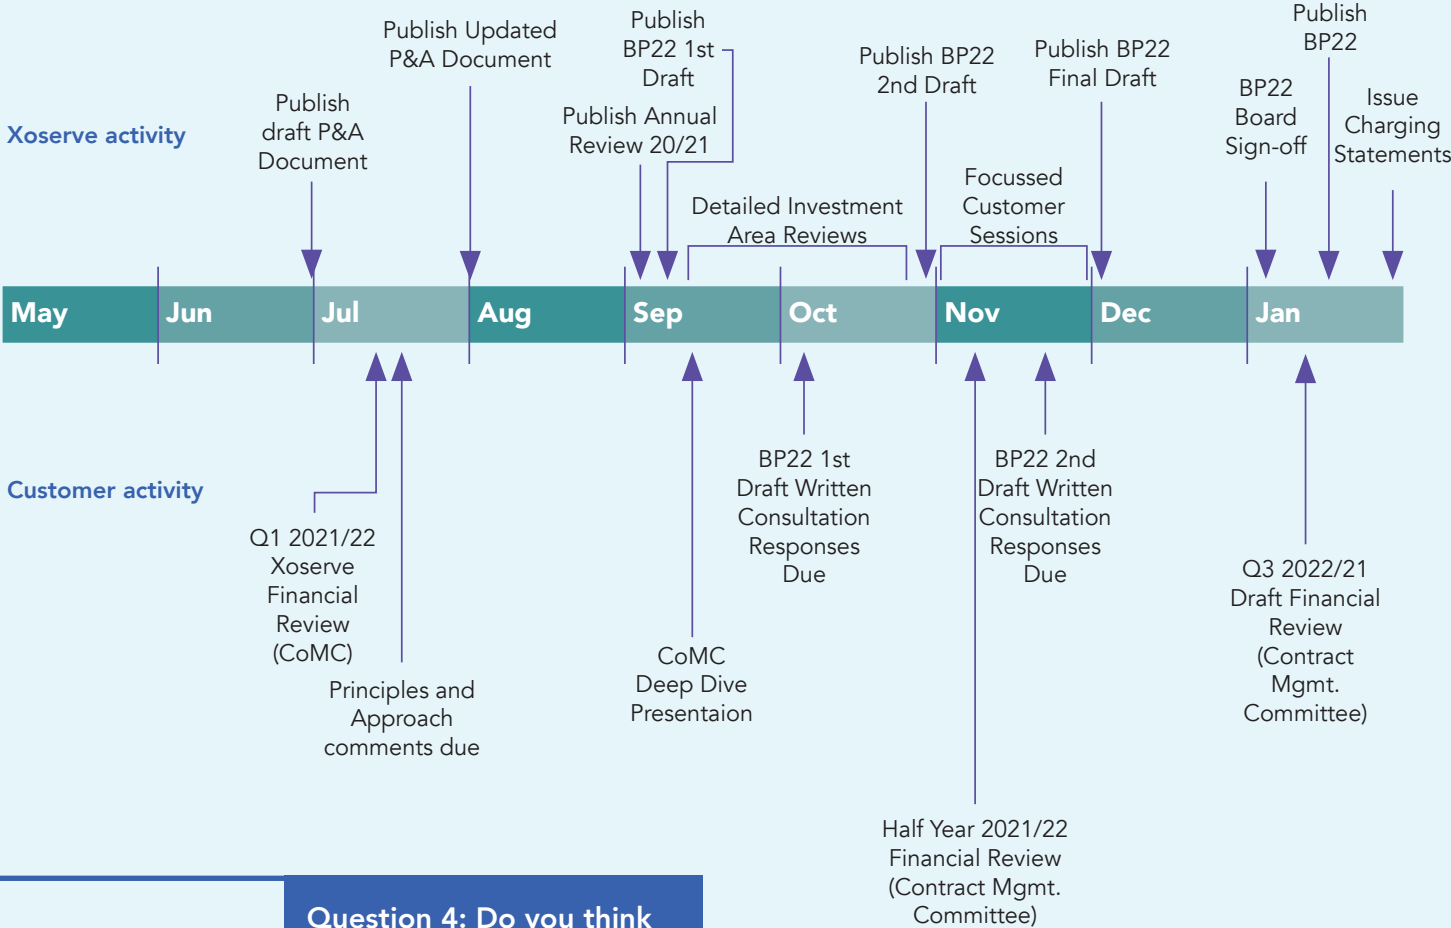 Publish
BP22 1st
Draft
Publish
BP22
Publish Updated
P&A Document
Publish BP22
2nd Draft
Publish BP22
Final Draft
BP22
Board
Sign-off
Issue
Charging
Statements
Publish
draft P&A
Document
Publish Annual
Review 20/21
Xoserve activity
Detailed Investment
Area Reviews
Focussed
Customer
Sessions
May
Jun
Jul
Aug
Sep
Oct
Nov
Dec
Jan
Customer activity
Q1 2021/22
Xoserve
Financial
Review
(CoMC)
Principles and
Approach
comments due
CoMC
Deep Dive
Presentaion
BP22 1st
Draft Written
Consultation
Responses
Due
Half Year 2021/22
Financial Review
(Contract Mgmt.
Committee)
BP22 2nd
Draft Written
Consultation
Responses
Due
Q3 2022/21
Draft Financial
Review
(Contract
Mgmt.
Committee)
Question 4: Do you think